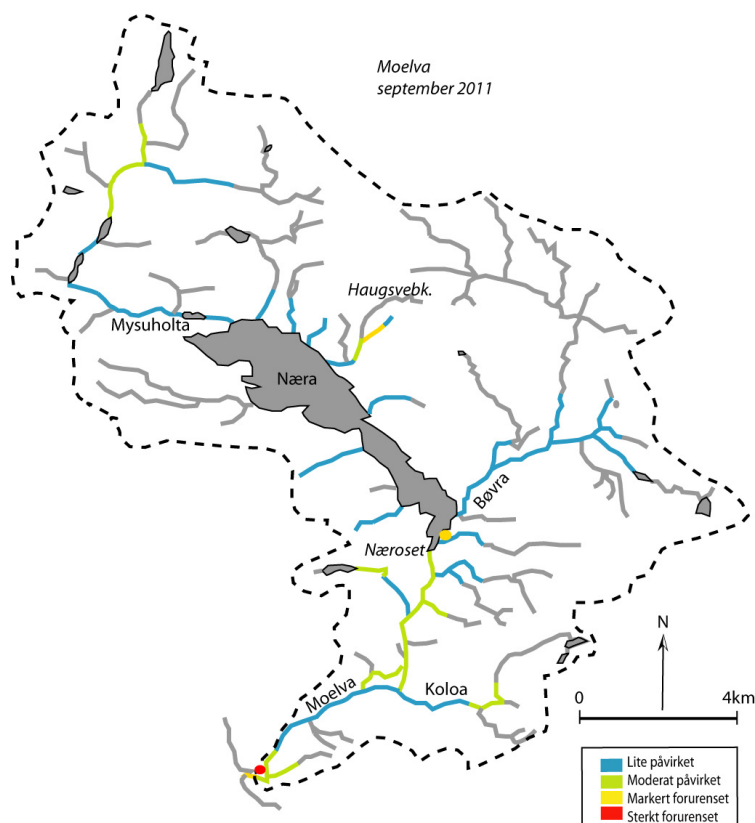 Moelva
september 2011
Haugsvebk.
Mysuholta
Næra
Bøvra
Næroset
N
Moelva
Koloa
0
4km
Lite påvirket
Moderat påvirket
Markert forurenset
Sterkt forurenset